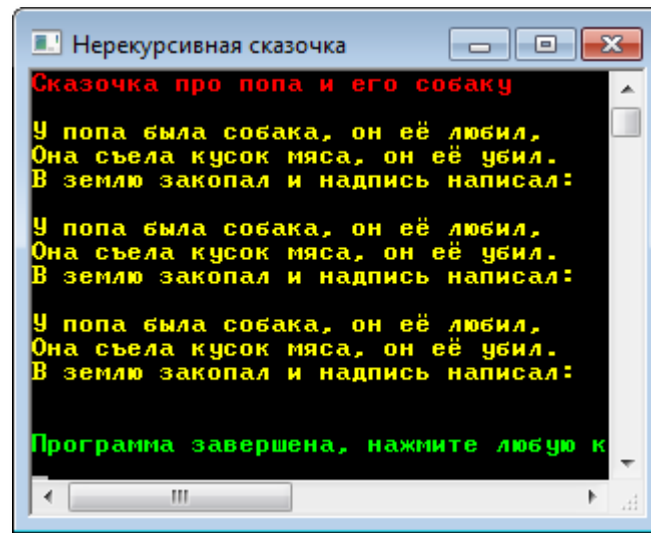 Нерекурсивная сказочка
Сказочка про попа и его собаку
У попа была собака, он её любил,
Она съела кусок мяса, он её убил.
В землю закопал и надпись написал:
У попа была собака, он её любил,
Она съела кусок мяса, он её убил.
В землю закопал и надпись написал:
У попа была собака, он её любил,
Она съела кусок мяса, он её убил.
В землю закопал и надпись написал:
Программа завершена, нажмите любую к